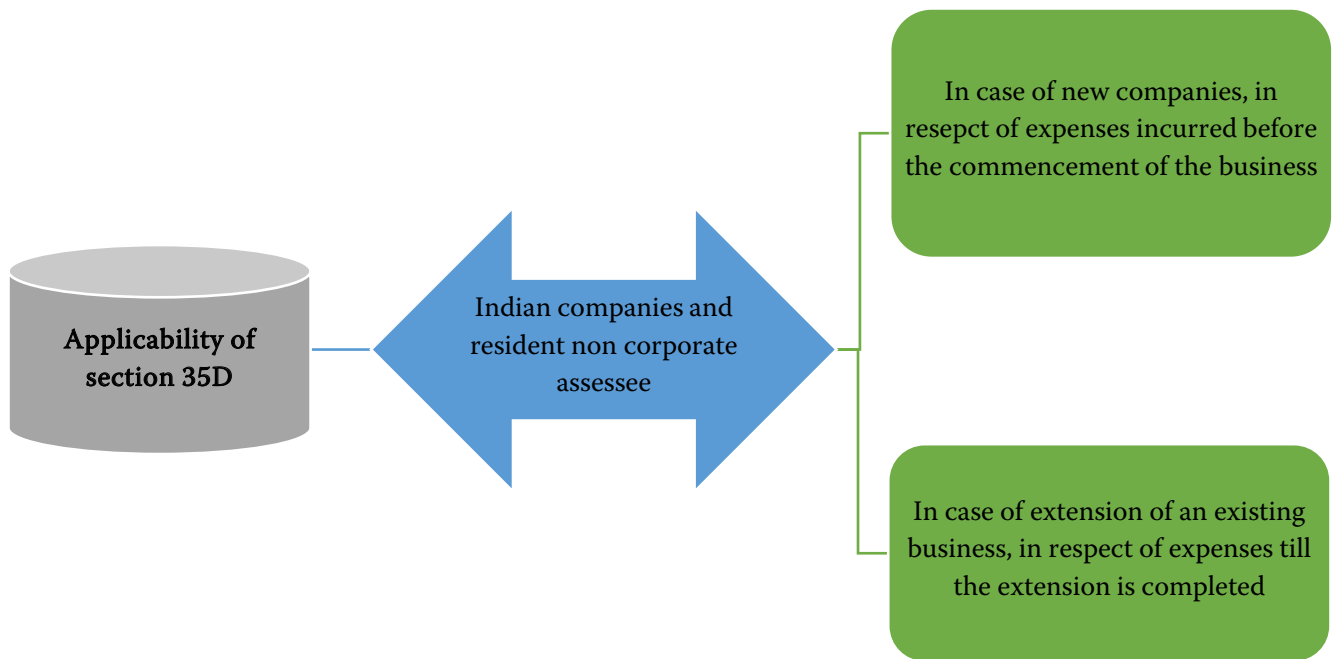 Applicability of
section 35D
Indian companies and
resident non corporate
assessee
In case of new companies, in
resepct of expenses incurred before
the commencement of the business
In case of extension of an existing
business, in respect of expenses till
the extension is completed